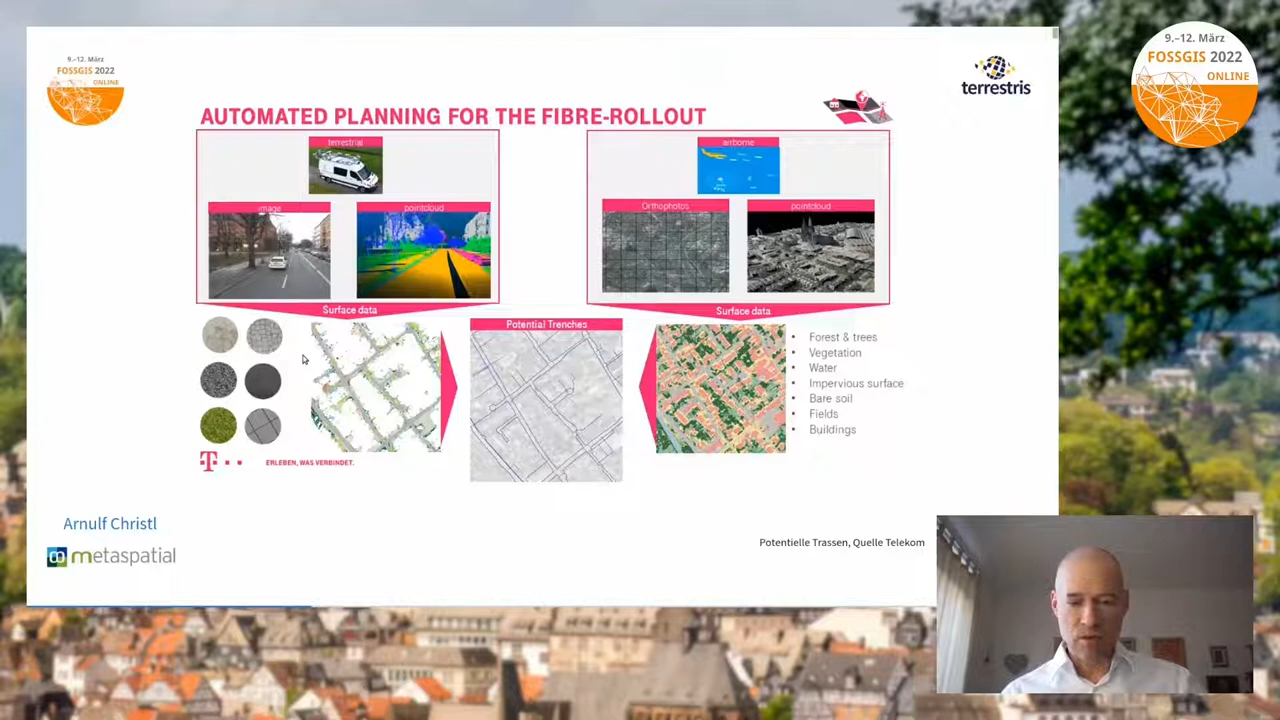 9.–12. März
FOSSGIS 2022
ONLINE
terrestris
9.–12. März
FOSSGIS 2022
ONLINE
AUTOMATED PLANNING FOR THE FIBRE-ROLLOUT
terrestrial
image
pointcloud
airborne
Orthophotos
pointcloud
Surface data
Potential Trenches
Surface data
• Forest & trees
• Vegetation
• Water
• Impervious surface
• Bare soil
• Fields
• Buildings
T
ERLEBEN, WAS VERBINDET.
Arnulf Christl
metaspatial
Potentielle Trassen, Quelle Telekom